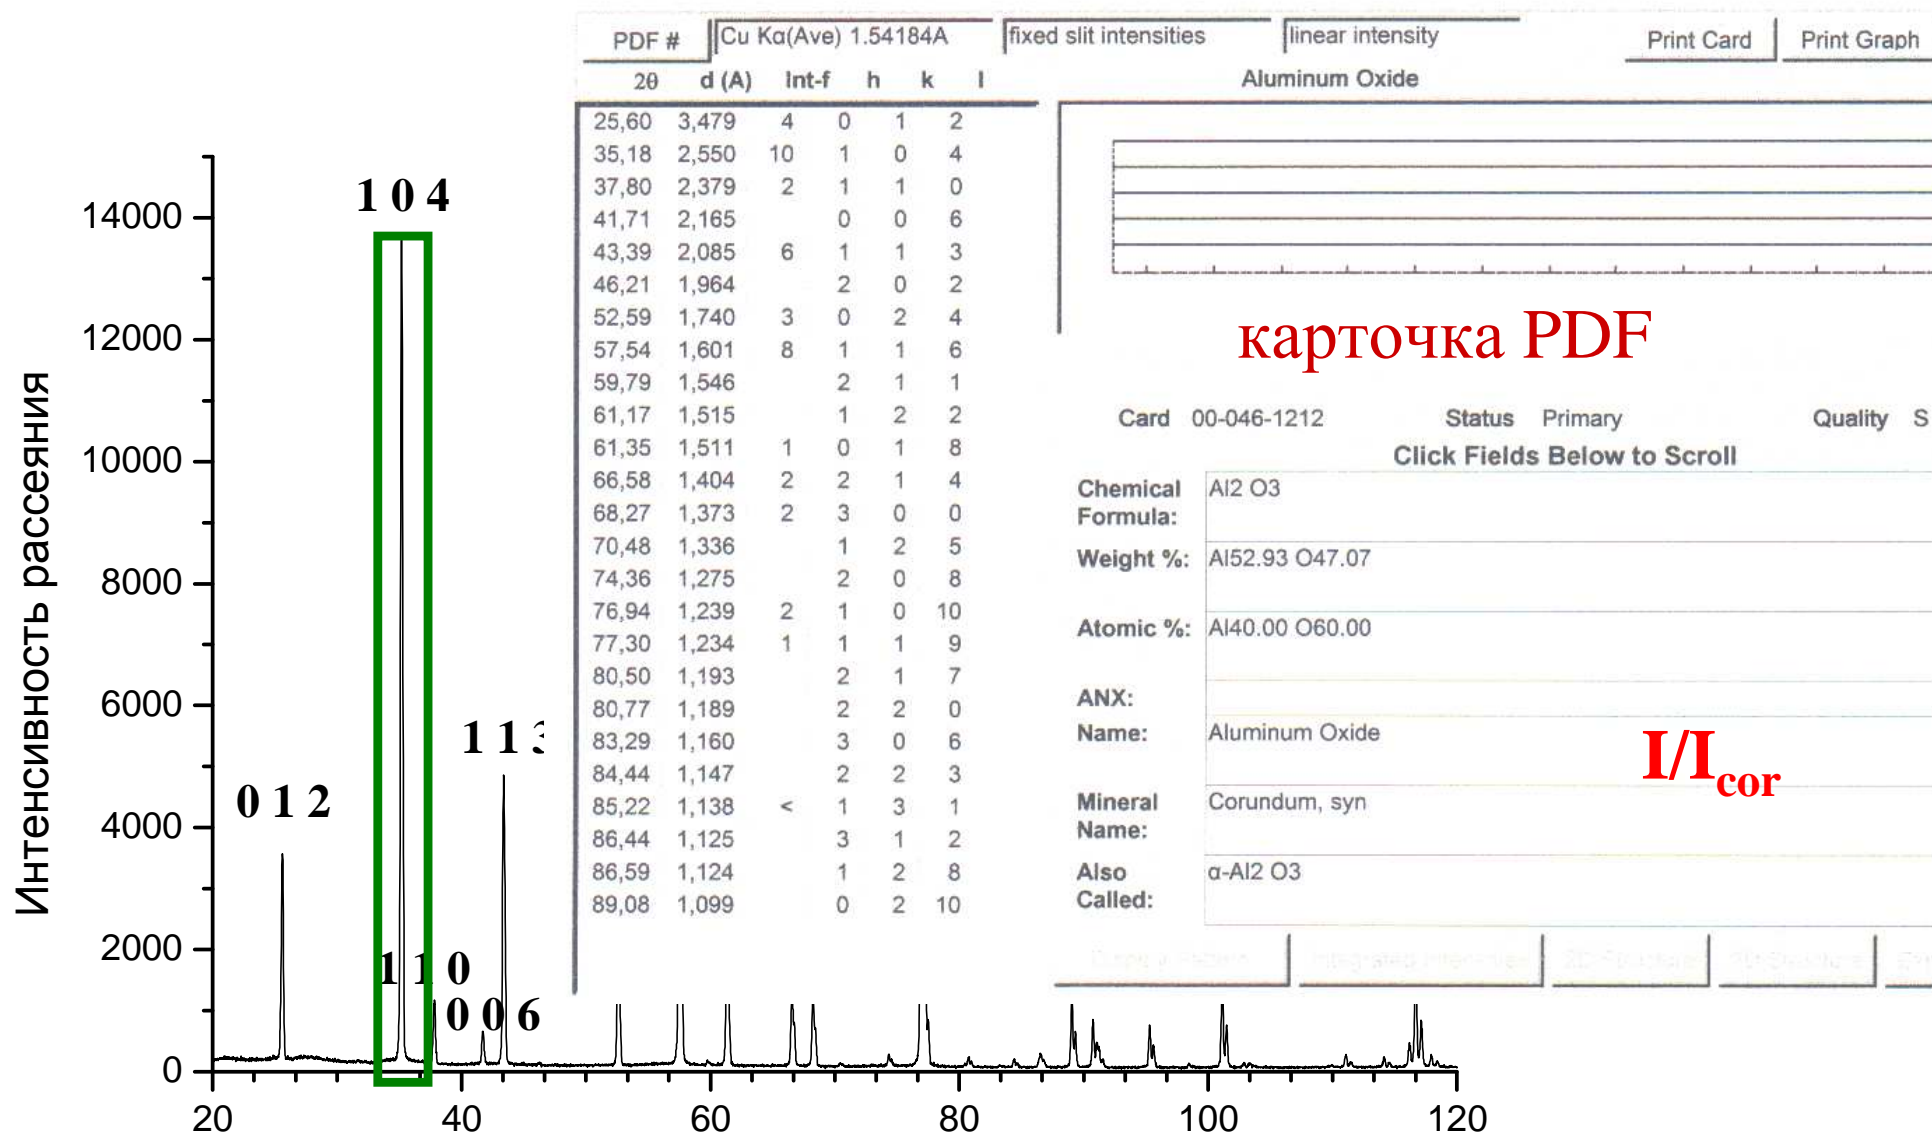 PDF # Cu Kα(Ave) 1.54184A fixed slit intensities linear intensity Print Card Print Graph
2θ d (A) Int-f h k l Aluminum Oxide
25,60 3,479 4 0 1 2
35,18 2,550 10 1 0 4
37,80 2,379 2 1 1 0
41,71 2,165 0 0 6
43,39 2,085 6 1 1 3
46,21 1,964 2 0 2
52,59 1,740 3 0 2 4
57,54 1,601 8 1 1 6
59,79 1,546 2 1 1
61,17 1,515 1 2 2
61,35 1,511 1 0 1 8
66,58 1,404 2 2 1 4
68,27 1,373 2 3 0 0
70,48 1,336 1 2 5
74,36 1,275 2 0 8
76,94 1,239 2 1 0 10
77,30 1,234 1 1 1 9
80,50 1,193 2 1 7
80,77 1,189 2 2 0
83,29 1,160 3 0 6
84,44 1,147 2 2 3
85,22 1,138 < 1 3 1
86,44 1,125 3 1 2
86,59 1,124 1 2 8
89,08 1,099 0 2 10
карточка PDF
Card 00-046-1212 Status Primary Quality S
Click Fields Below to Scroll
Chemical Formula: Al2 O3
Weight %: Al52.93 O47.07
Atomic %: Al40.00 O60.00
ANX:
Name: Aluminum Oxide
I/Icor
Mineral Name: Corundum, syn
Also Called: α-Al2 O3
Интенсивность рассеяния
14000
12000
10000
8000
6000
4000
2000
0
1 0 4
1 1 3
0 1 2
1 1 0
0 0 6
20 40 60 80 100 120